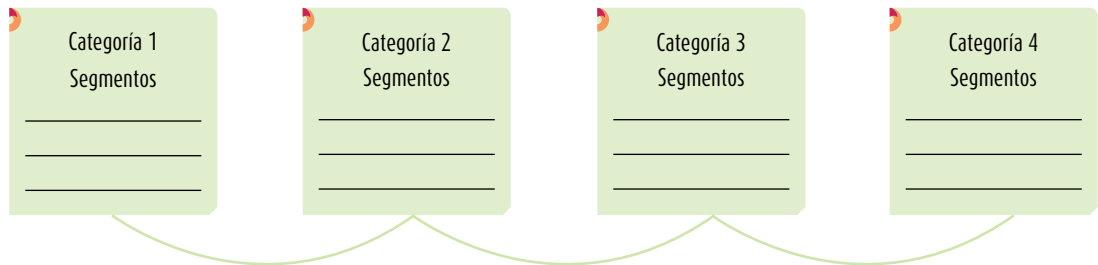 Categoría 1
Segmentos
Categoría 2
Segmentos
Categoría 3
Segmentos
Categoría 4
Segmentos